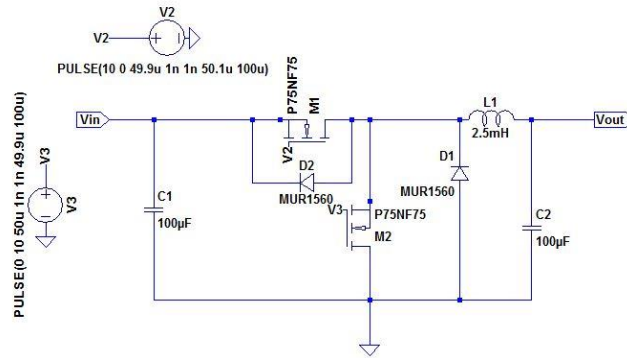 V2
V2
PULSE(10 0 49.9u 1n 1n 50.1u 100u)
PULSE(0 10 50u 1n 1n 49.9u 100u)
V3
V3
Vin
P75NF75
M1
V2
D2
MUR1560
L1
2.5mH
Vout
D1
MUR1560
C1
100µF
V3
P75NF75
M2
C2
100µF